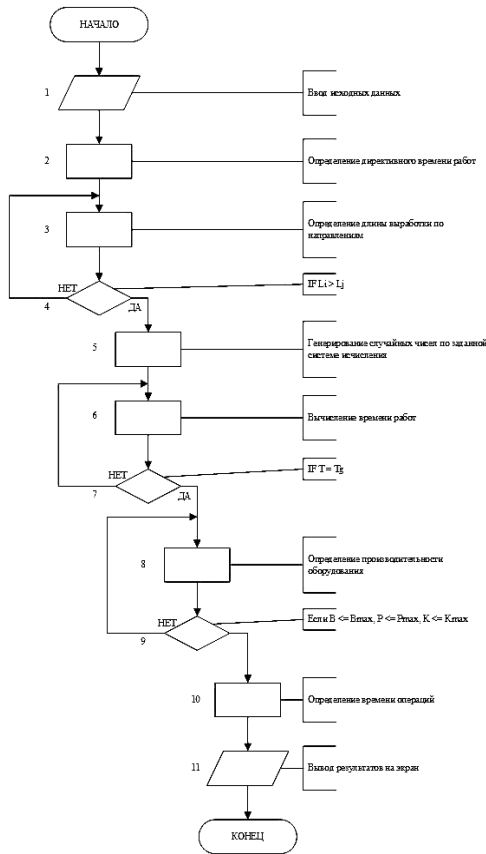 НАЧАЛО
1
Ввод исходных данных
2
Определение директивного времени работ
3
Определение длины выработки по
направлениям
НЕТ
IF Li > Lj
4
ДА
5
Генерирование случайных чисел по заданной
системе исчисления
6
Вычисление времени работ
НЕТ
IF T = Tg
7
ДА
8
Определение производительности
оборудования
НЕТ
Если B <= Bmax, P <= Pmax, K <= Kmax
9
10
Определение времени операций
11
Вывод результатов на экран
КОНЕЦ